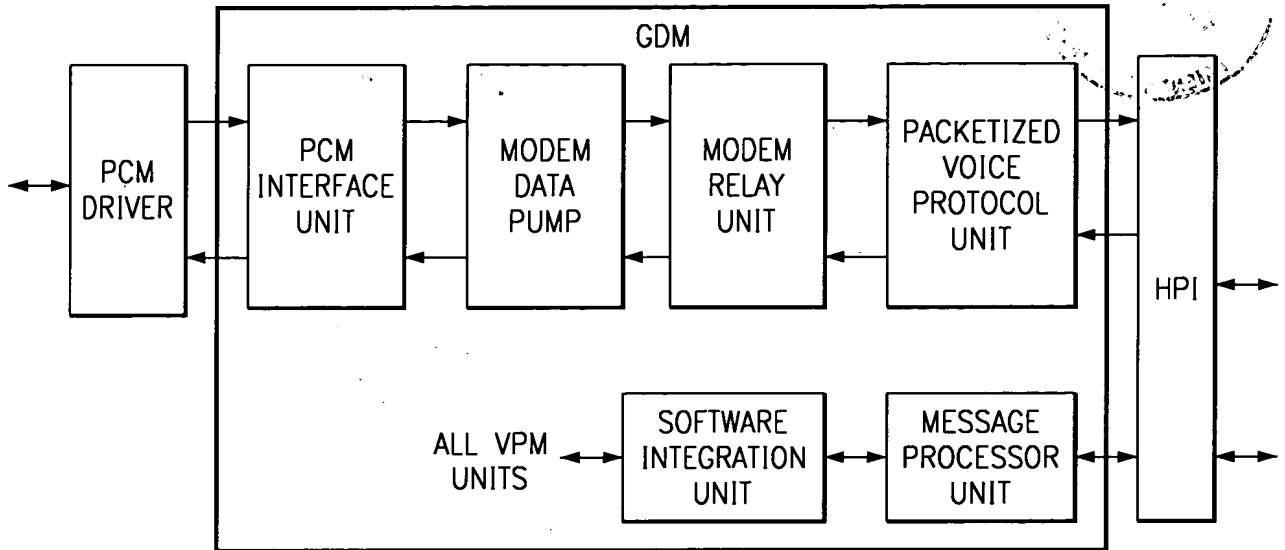 GDM
PCM
DRIVER
PCM
INTERFACE
UNIT
MODEM
DATA
PUMP
MODEM
RELAY
UNIT
PACKETIZED
VOICE
PROTOCOL
UNIT
HPI
ALL VPM
UNITS
SOFTWARE
INTEGRATION
UNIT
MESSAGE
PROCESSOR
UNIT